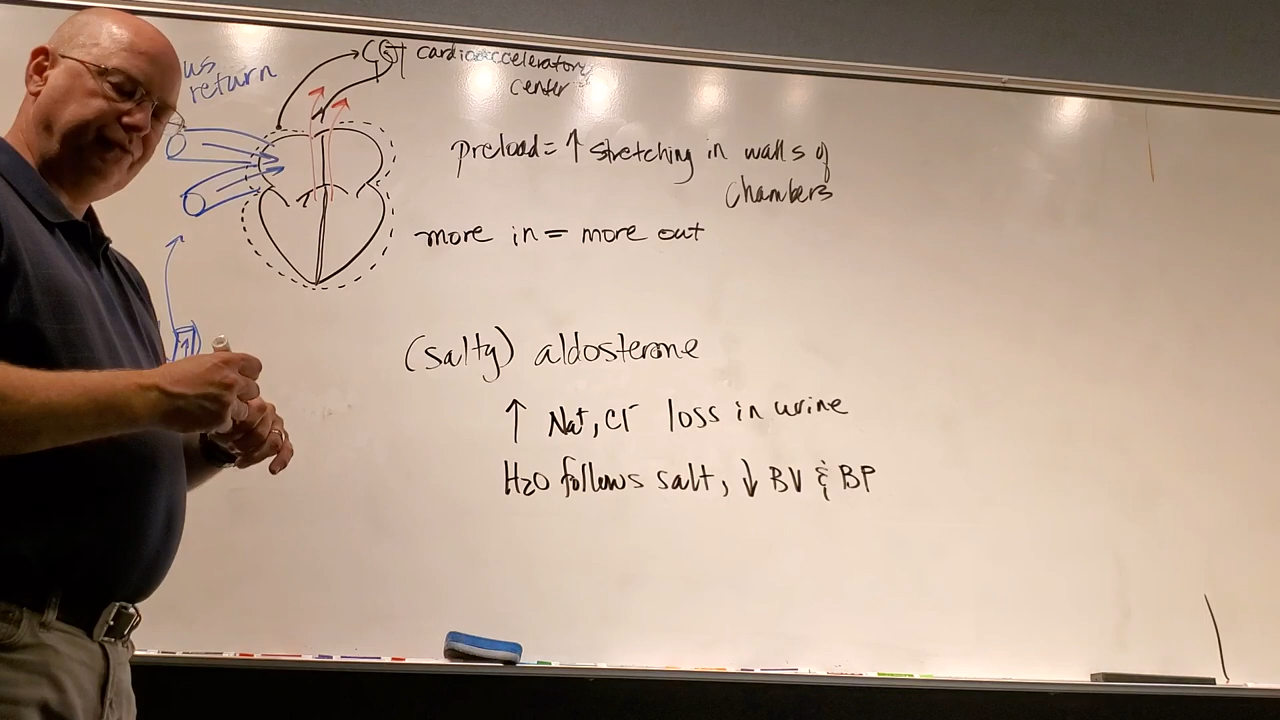 us
return
cardioacceleratory
center
preload = ↑ stretching in walls of
chambers
more in = more out
(salty) aldosterone
↑ Na+, Cl- loss in urine
H2O follows salt, ↓ BV & BP